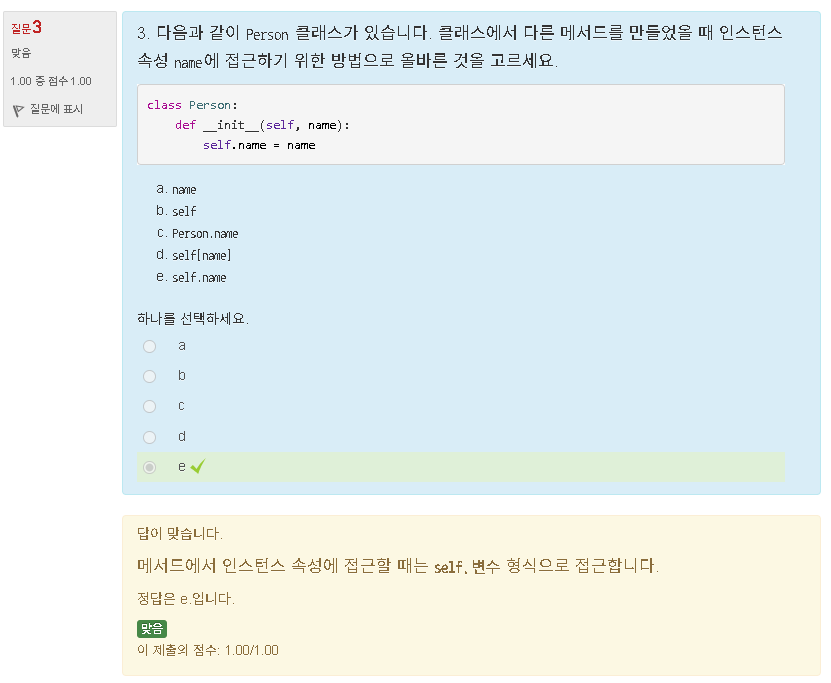 질문3
맞음
1.00 중 점수 1.00
질문에 표시
3. 다음과 같이 Person 클래스가 있습니다. 클래스에서 다른 메서드를 만들었을 때 인스턴스
속성 name에 접근하기 위한 방법으로 올바른 것을 고르세요.
class Person:
    def __init__(self, name):
        self.name = name
a. name
b. self
c. Person.name
d. self[name]
e. self.name
하나를 선택하세요.
a
b
c
d
e
답이 맞습니다.
메서드에서 인스턴스 속성에 접근할 때는 self.변수 형식으로 접근합니다.
정답은 e.입니다.
맞음
이 제출의 점수: 1.00/1.00